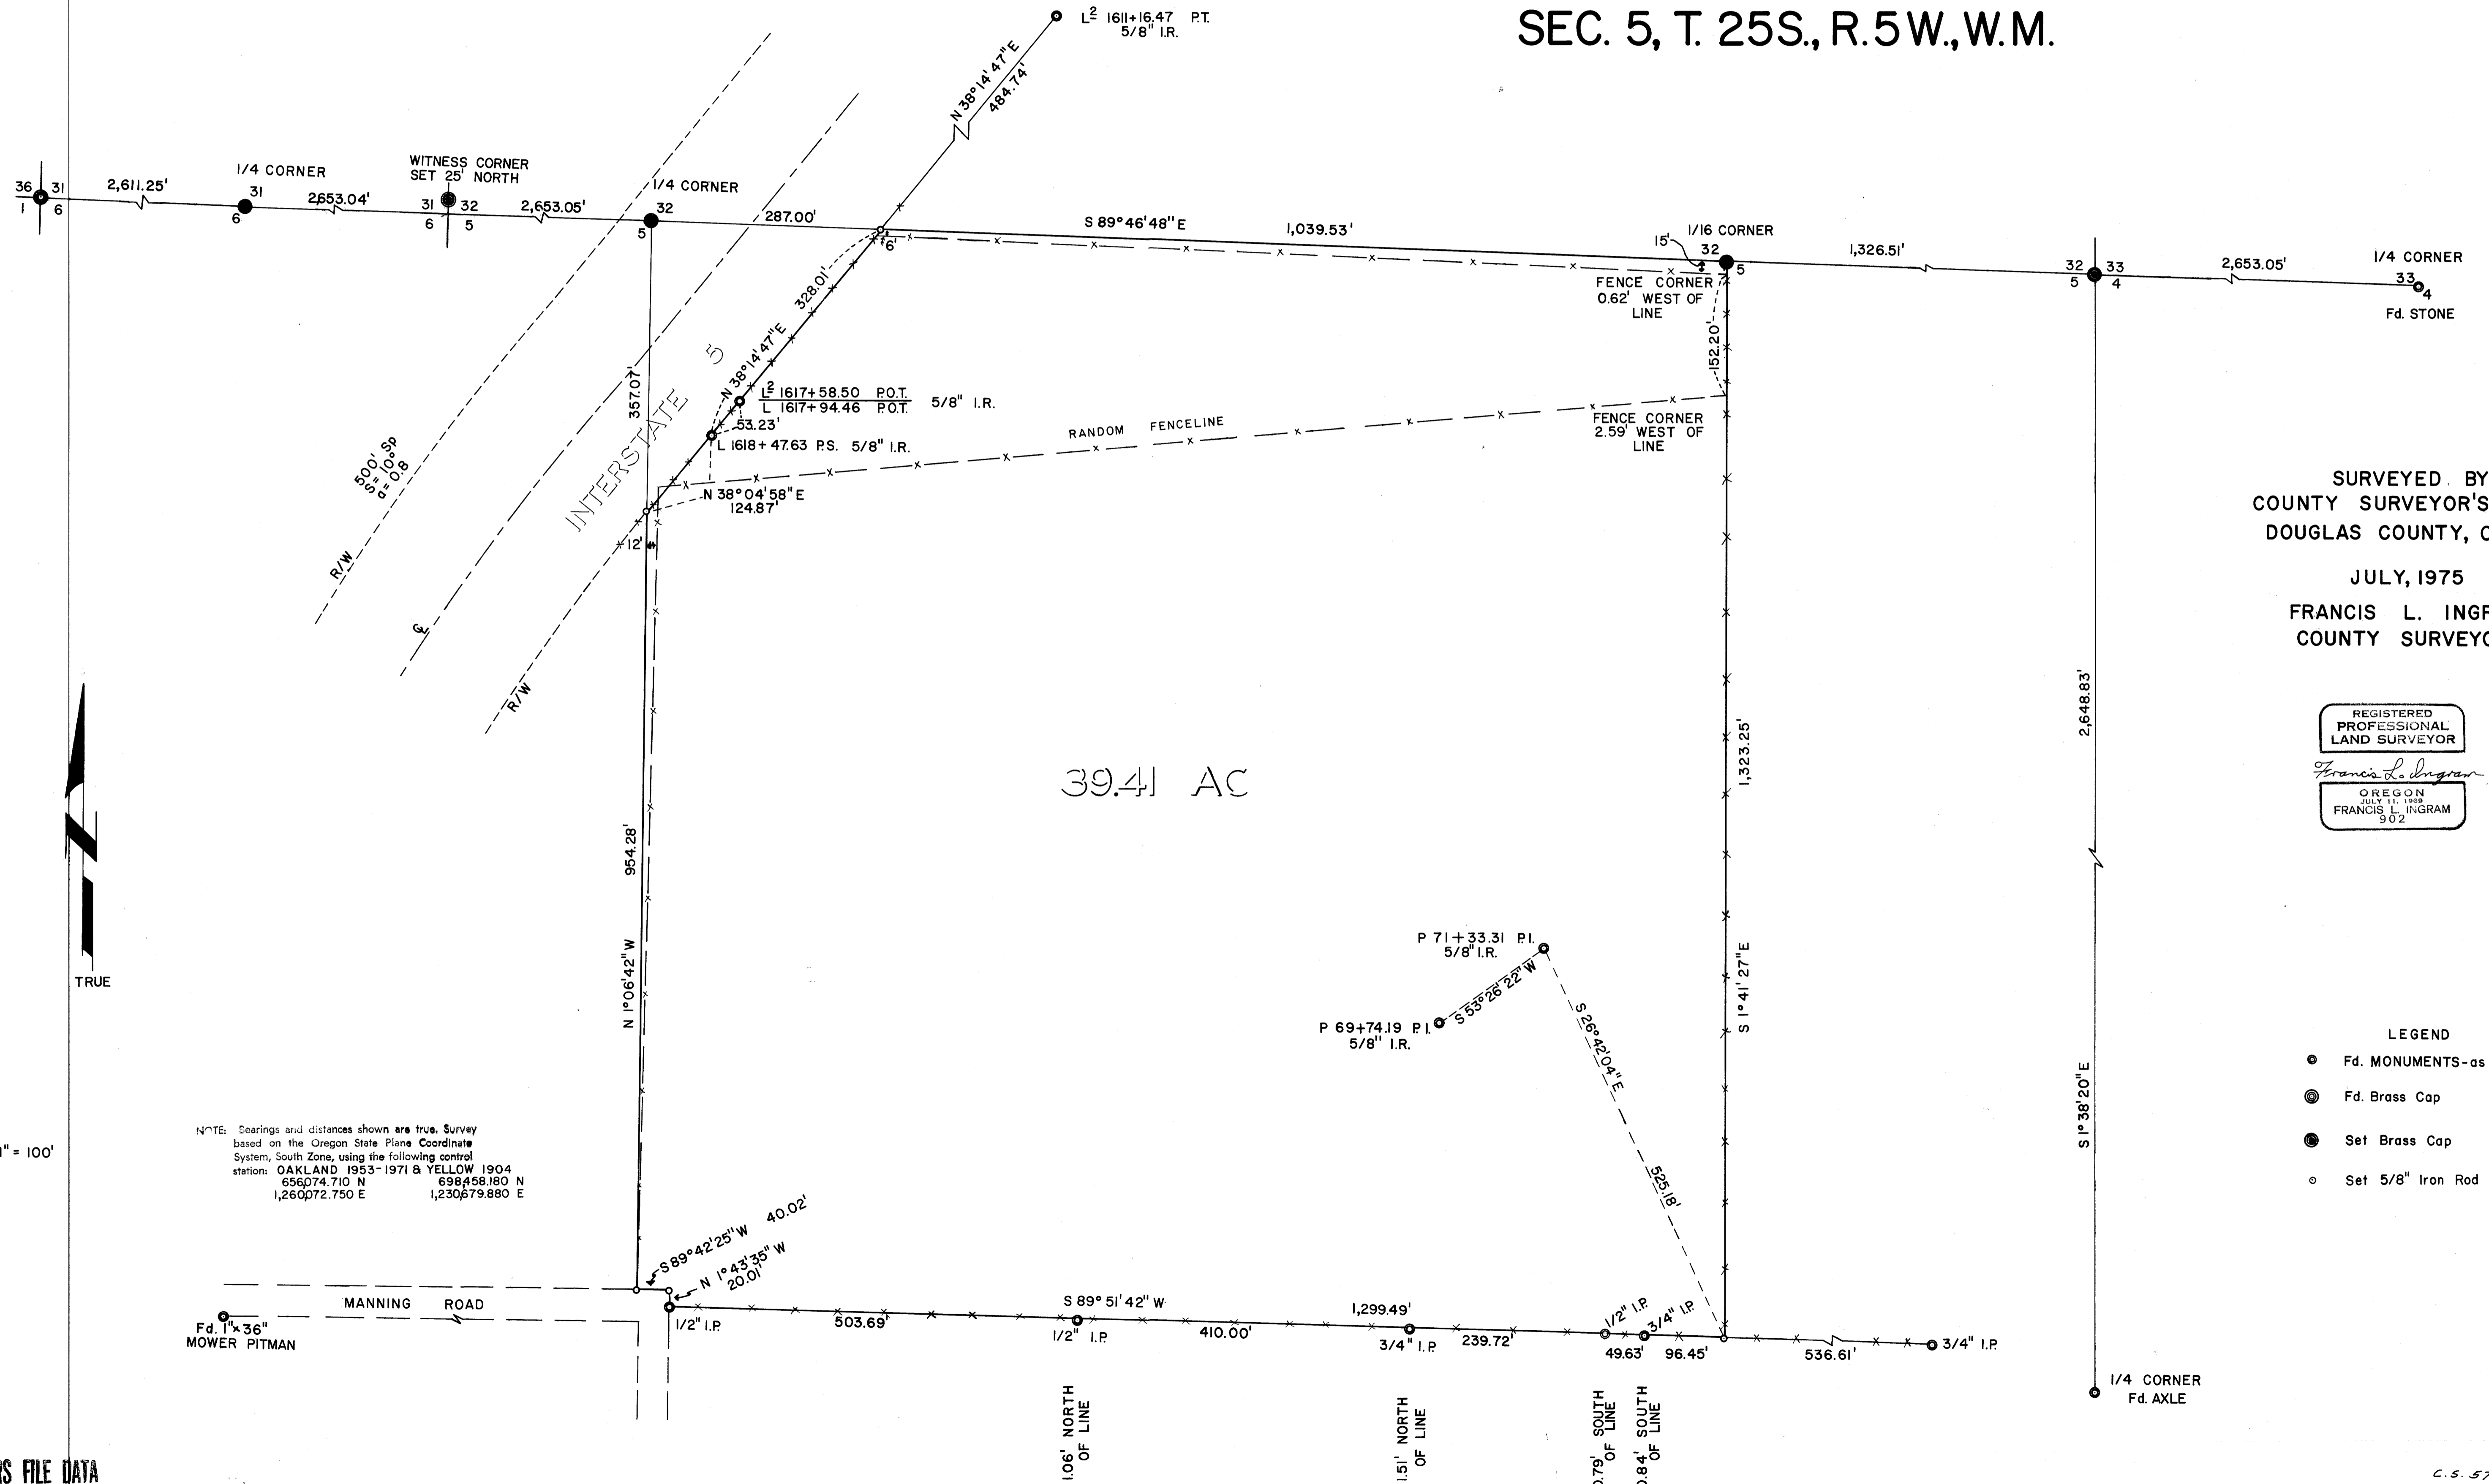 SEC. 5, T. 25S., R. 5W., W.M.
L² 1611+16.47 P.T.
5/8" I.R.
N 38°14'47" E
484.74'
36 31
1 6
2,611.25'
1/4 CORNER
31
6
2,653.04'
WITNESS CORNER
SET 25' NORTH
31 32
6 5
2,653.05'
1/4 CORNER
32
5
287.00'
6'
S 89°46'48" E
1,039.53'
1/16 CORNER
15'
32
5
1,326.51'
32 33
5 4
2,653.05'
1/4 CORNER
33
4
Fd. STONE
FENCE CORNER
0.62' WEST OF
LINE
152.20'
328.01'
N 38°14'47" E
357.07'
INTERSTATE 5
L² 1617+58.50 P.O.T.
L 1617+94.46 P.O.T.
5/8" I.R.
53.23'
L 1618+47.63 P.S. 5/8" I.R.
RANDOM FENCELINE
FENCE CORNER
2.59' WEST OF
LINE
500' Sp
S = 10°
a = 0.8
N 38°04'58" E
124.87'
12'
R/W
℄
R/W
SURVEYED BY
COUNTY SURVEYOR'S
DOUGLAS COUNTY,
JULY, 1975
FRANCIS L.
COUNTY
REGISTERED
PROFESSIONAL
LAND SURVEYOR
Francis L. Ingram
OREGON
JULY 11, 1969
FRANCIS L. INGRAM
902
39.41 AC
954.28'
N 1°06'42" W
1,323.25'
S 1°41'27" E
2,648.83'
S 1°38'20" E
TRUE
P 71+33.31 P.I.
5/8" I.R.
S 53°26'22" W
P 69+74.19 P.I.
5/8" I.R.
S 26°42'04" E
525.18'
LEGEND
Fd. MONUMENTS-as
Fd. Brass Cap
Set Brass Cap
Set 5/8" Iron Rod
1" = 100'
NOTE: Bearings and distances shown are true. Survey
based on the Oregon State Plane Coordinate
System, South Zone, using the following control
station: OAKLAND 1953-1971 & YELLOW 1904
656,074.710 N 698,458.180 N
1,260,072.750 E 1,230,679.880 E
S 89°42'25" W 40.02'
N 1°43'35" W
20.01'
MANNING ROAD
Fd. 1"x36"
MOWER PITMAN
1/2" I.P.
503.69'
S 89°51'42" W
1/2" I.P.
410.00'
1,299.49'
3/4" I.P.
239.72'
1/2" I.P.
3/4" I.P.
49.63'
96.45'
536.61'
3/4" I.P.
1/4 CORNER
Fd. AXLE
1.06' NORTH
OF LINE
1.51' NORTH
OF LINE
0.79' SOUTH
OF LINE
0.84' SOUTH
OF LINE
FILE DATA
C.S.